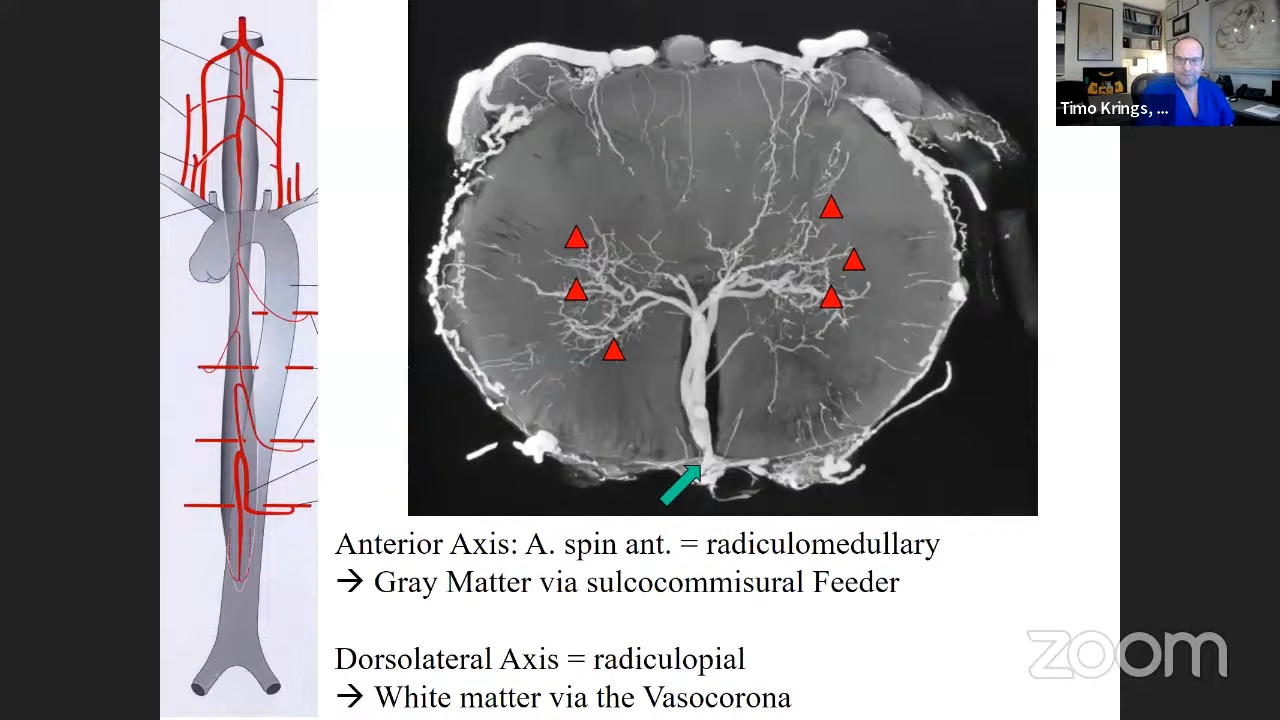 Timo Krings, ...
Anterior Axis: A. spin ant. = radiculomedullary
→ Gray Matter via sulcocommisural Feeder
Dorsolateral Axis = radiculopial
→ White matter via the Vasocorona
zoom